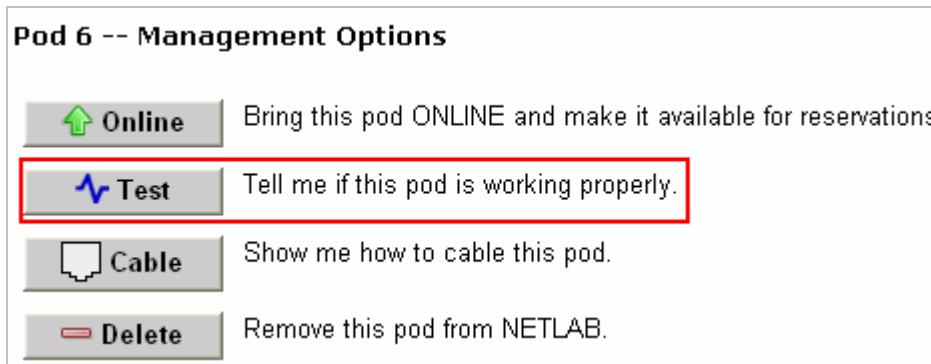 Pod 6 -- Management Options
Online Bring this pod ONLINE and make it available for reservations
Test Tell me if this pod is working properly.
Cable Show me how to cable this pod.
Delete Remove this pod from NETLAB.